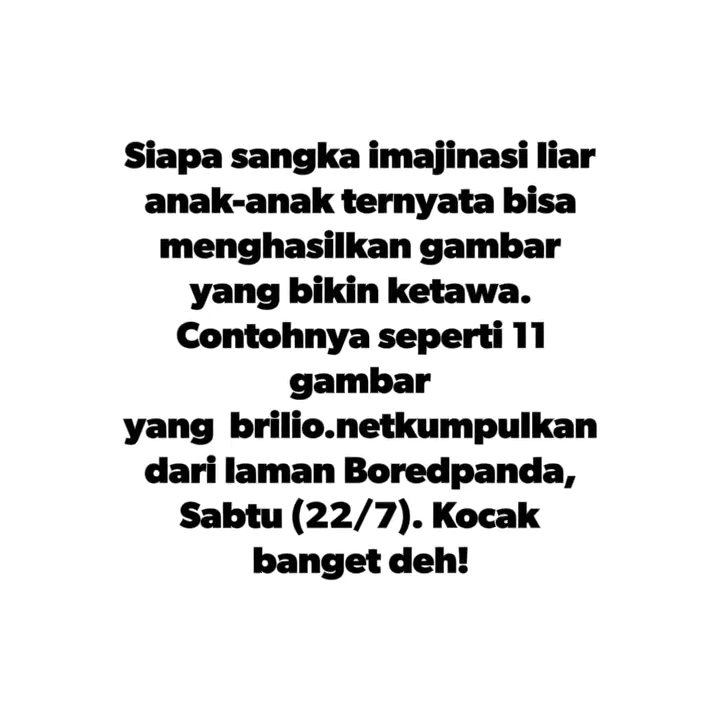 Siapa sangka imajinasi liar
anak-anak ternyata bisa
menghasilkan gambar
yang bikin ketawa.
Contohnya seperti 11
gambar
yang  brilio.netkumpulkan
dari laman Boredpanda,
Sabtu (22/7). Kocak
banget deh!